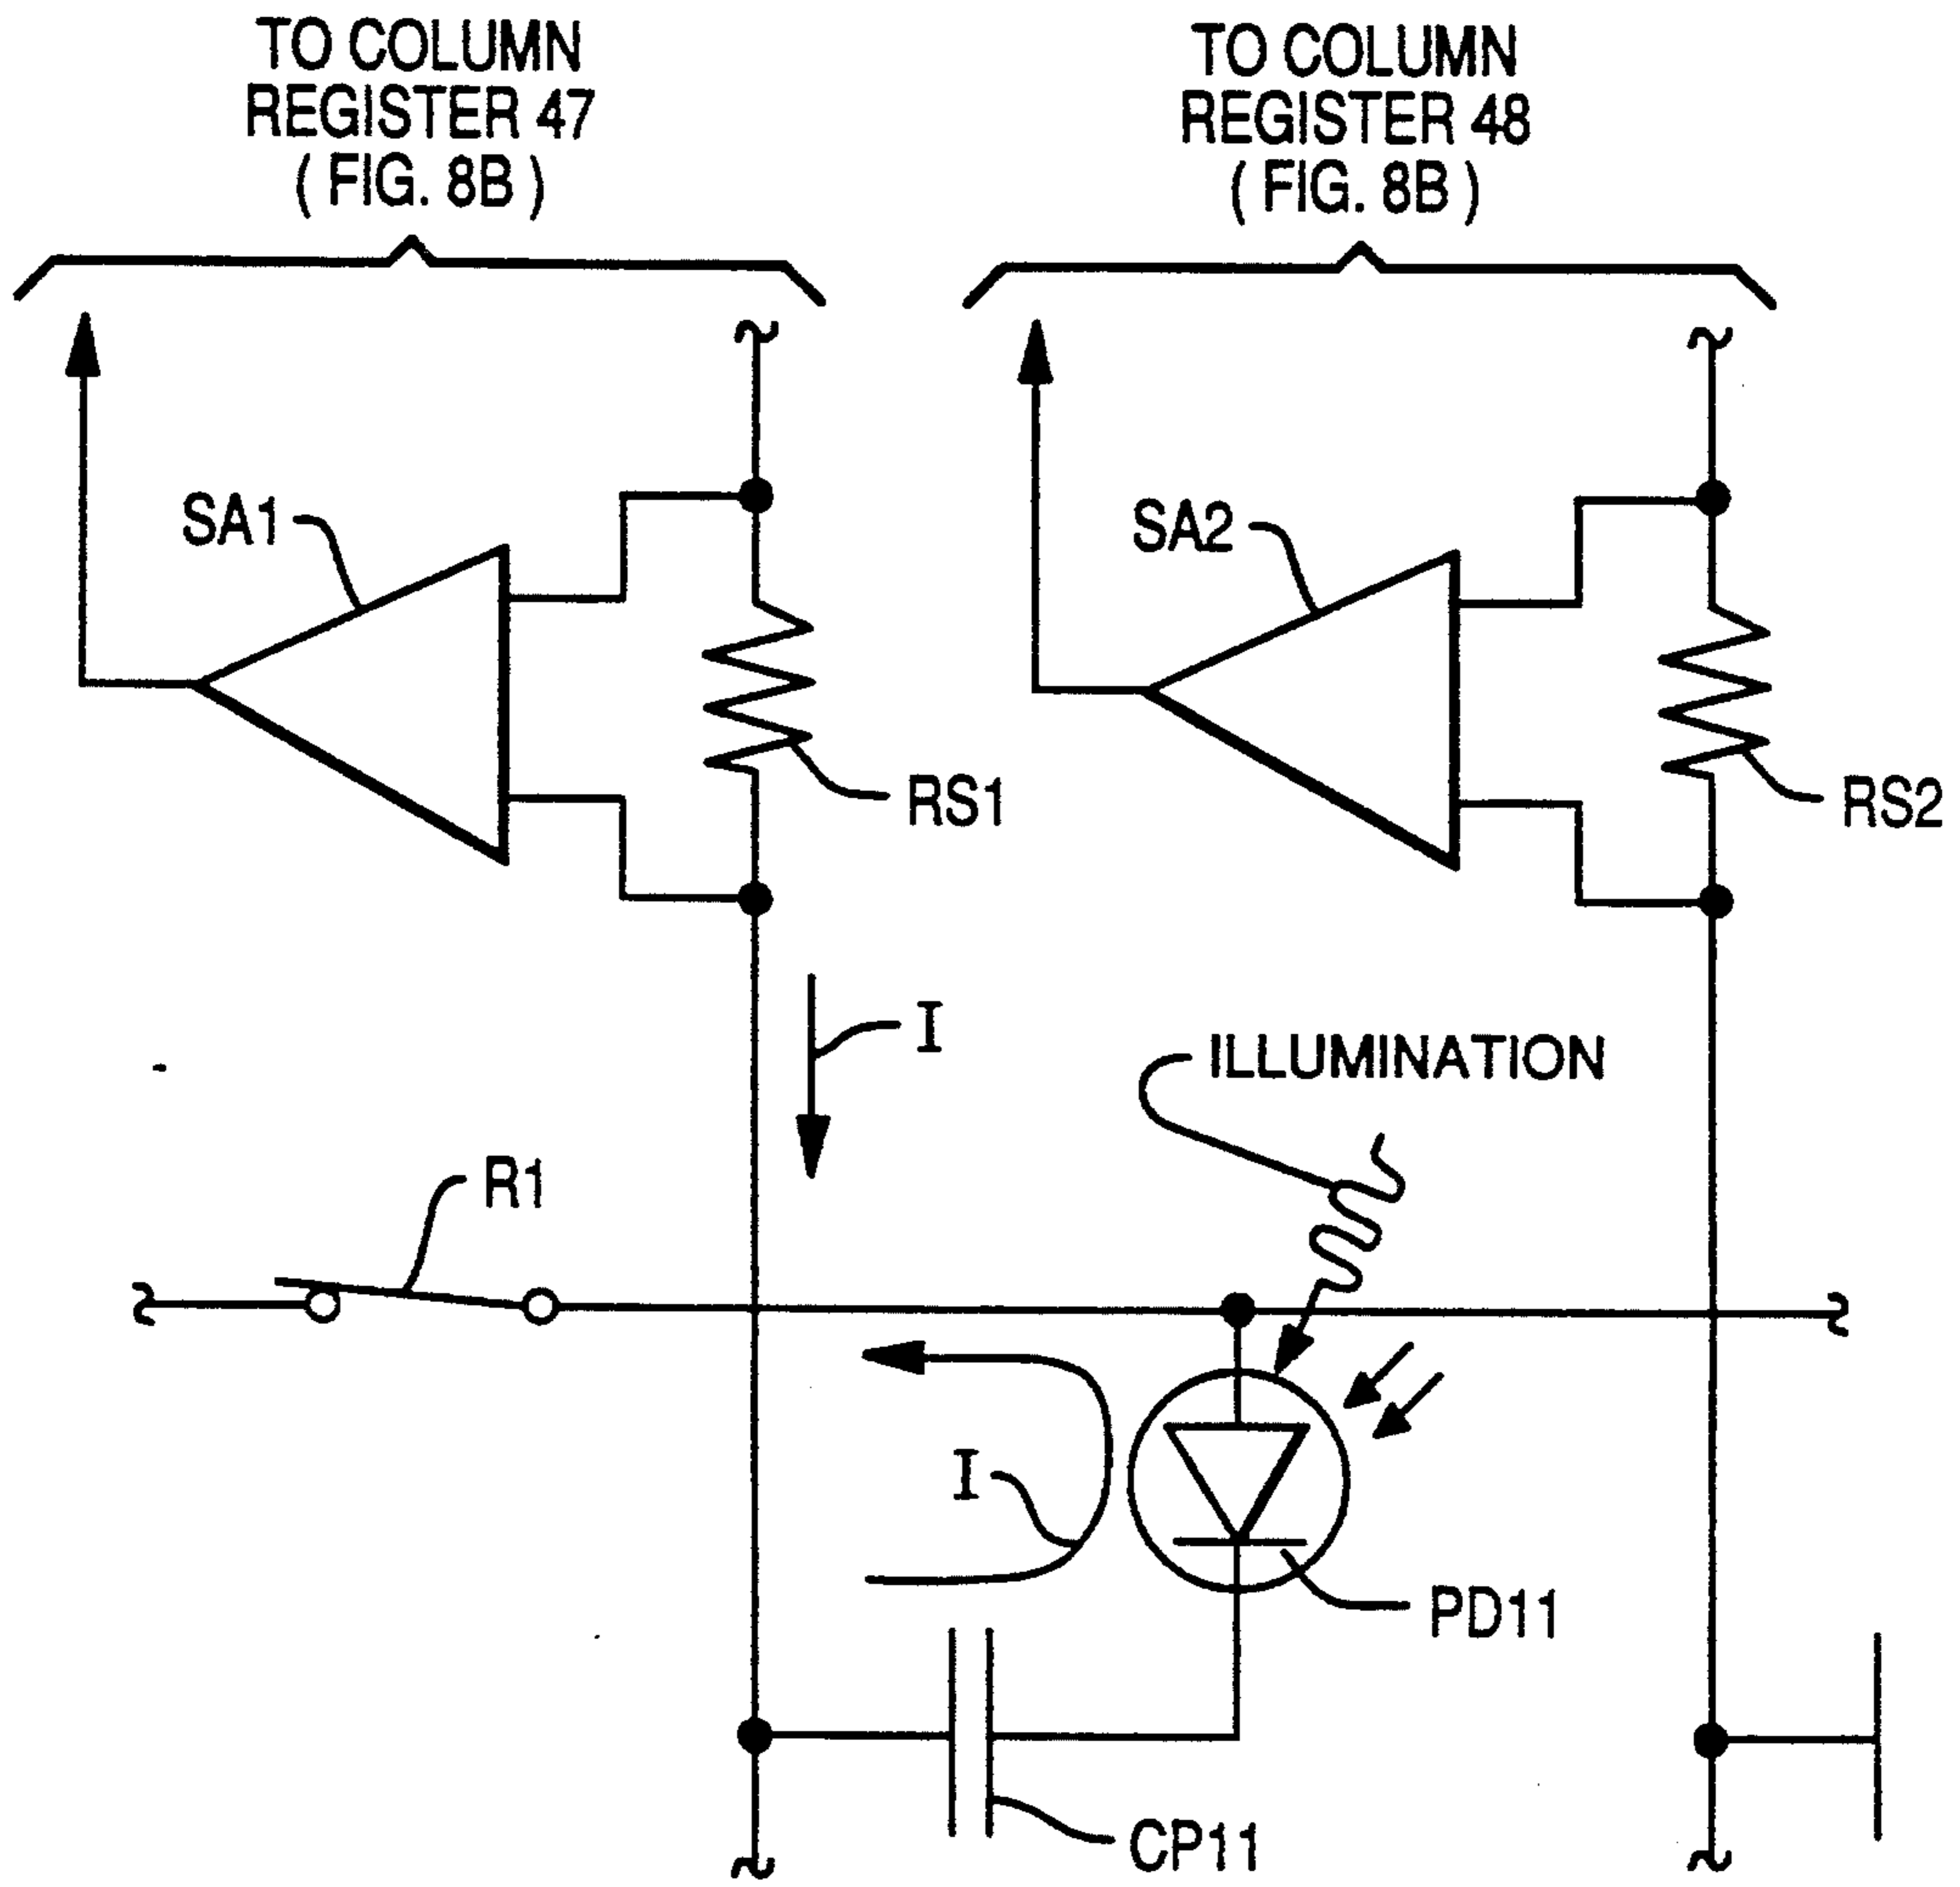 TO COLUMN
REGISTER 47
( FIG. 8B )
TO COLUMN
REGISTER 48
( FIG. 8B )
SA1
SA2
RS1
RS2
I
ILLUMINATION
R1
I
PD11
CP11